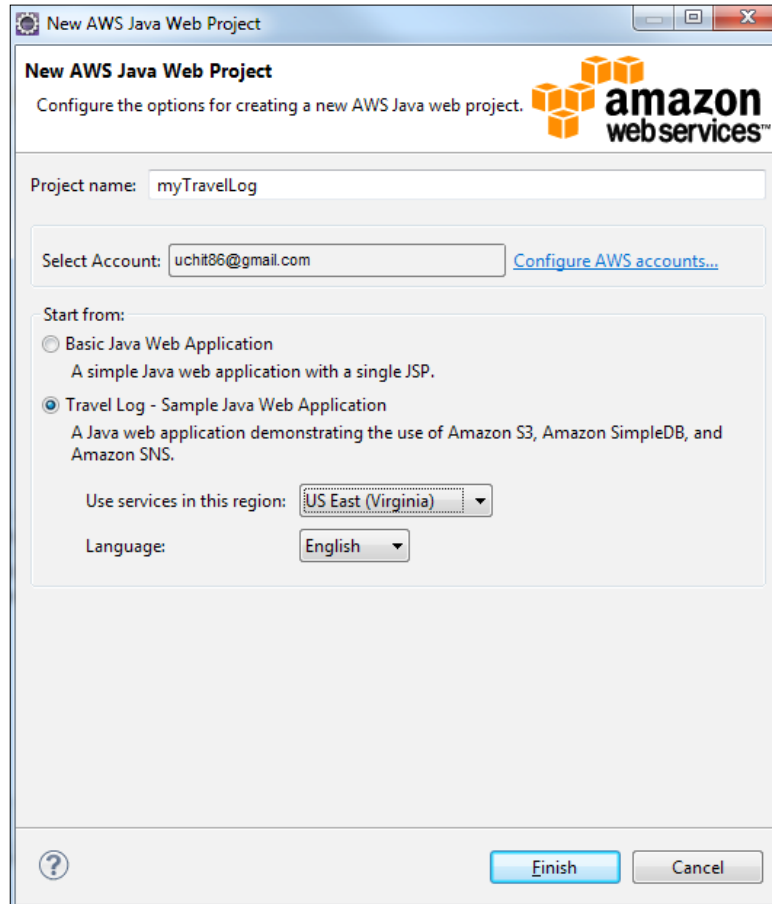 New AWS Java Web Project
New AWS Java Web Project
Configure the options for creating a new AWS Java web project.
amazon
webservices™
Project name: myTravelLog
Select Account: uchit86@gmail.com Configure AWS accounts...
Start from:
Basic Java Web Application
A simple Java web application with a single JSP.
Travel Log - Sample Java Web Application
A Java web application demonstrating the use of Amazon S3, Amazon SimpleDB, and
Amazon SNS.
Use services in this region: US East (Virginia)
Language: English
?
Finish Cancel